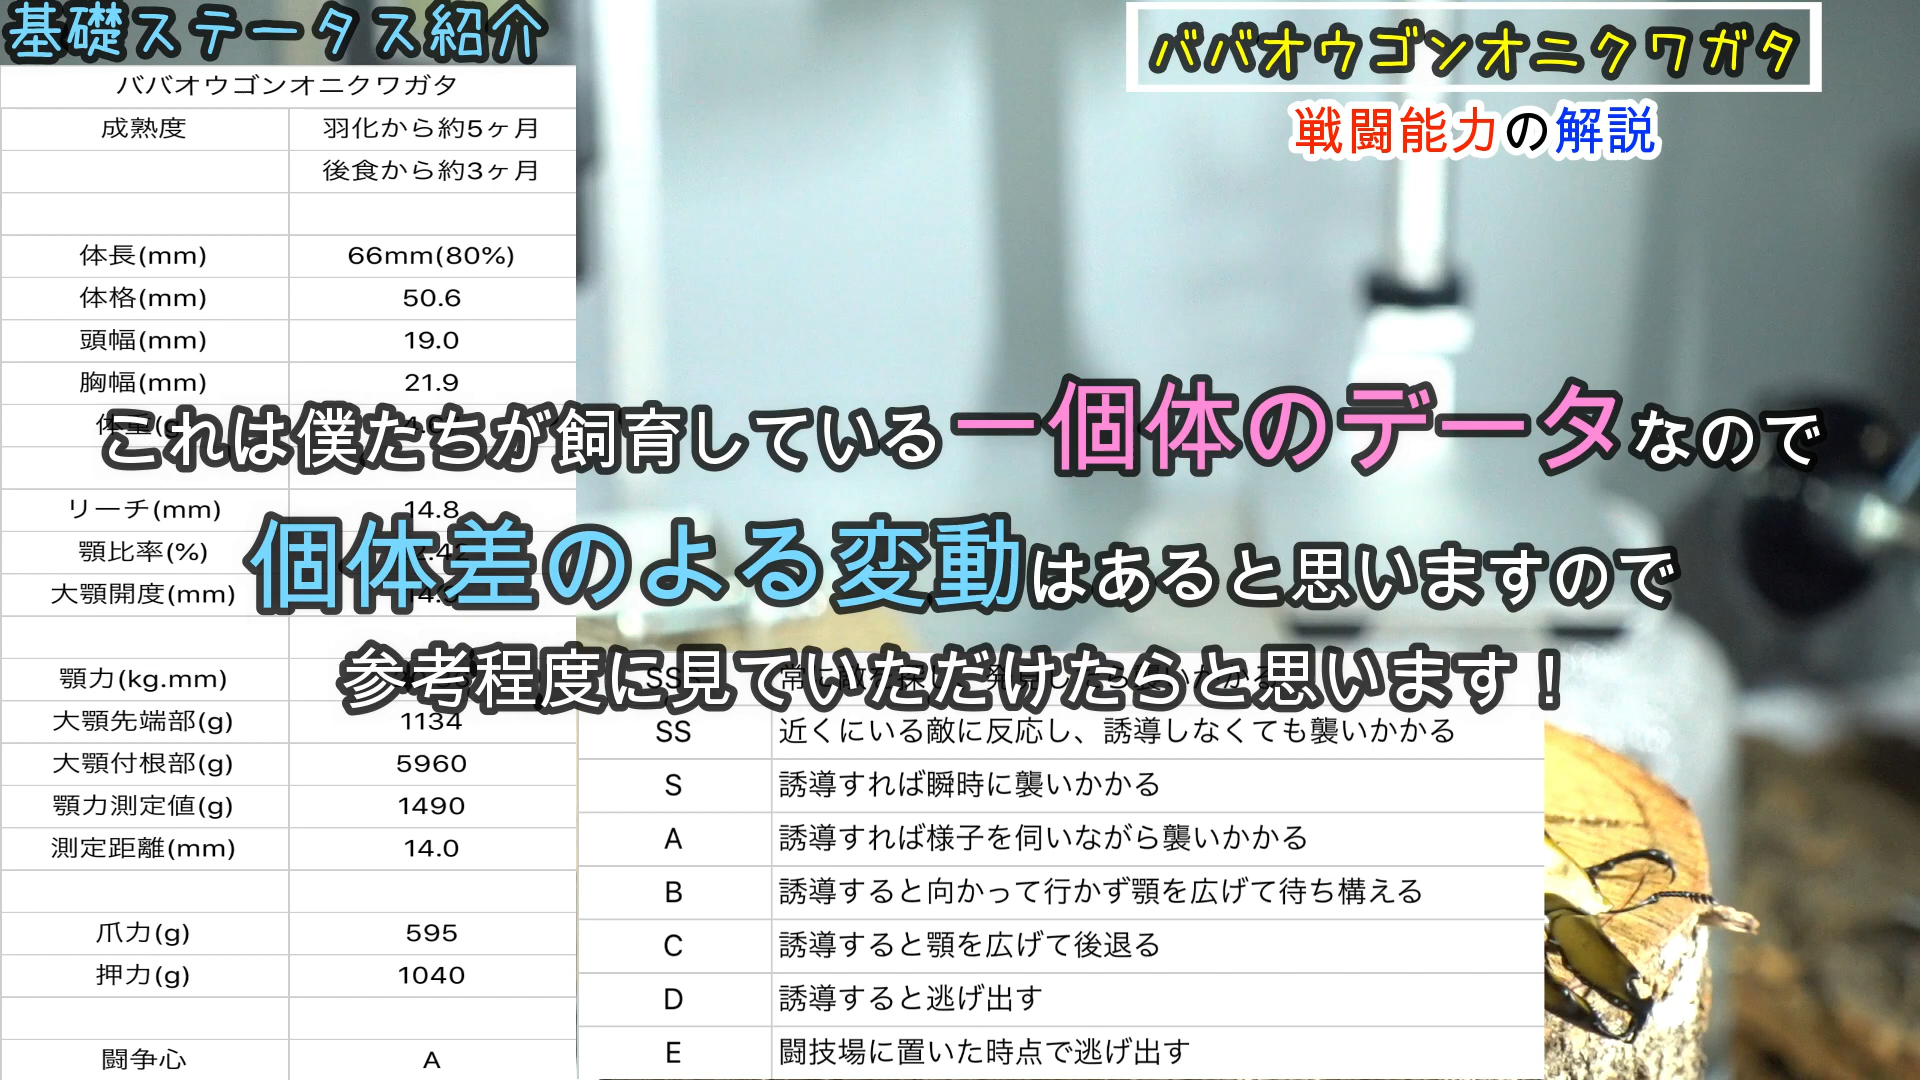 基礎ステータス紹介
ババオウゴンオニクワガタ
戦闘能力の解説
ババオウゴンオニクワガタ
成熟度 羽化から約5ヶ月
後食から約3ヶ月
体長(mm) 66mm(80%)
体格(mm) 50.6
頭幅(mm) 19.0
胸幅(mm) 21.9
これは僕たちが飼育している一個体のデータなので
リーチ(mm) 14.8
顎比率(%)
個体差のよる変動はあると思いますので
大顎開度(mm)
顎力(kg.mm)
参考程度に見ていただけたらと思います！
大顎先端部(g) 1134
大顎付根部(g) 5960
顎力測定値(g) 1490
測定距離(mm) 14.0
爪力(g) 595
押力(g) 1040
闘争心 A
SS 近くにいる敵に反応し、誘導しなくても襲いかかる
S 誘導すれば瞬時に襲いかかる
A 誘導すれば様子を伺いながら襲いかかる
B 誘導すると向かって行かず顎を広げて待ち構える
C 誘導すると顎を広げて後退る
D 誘導すると逃げ出す
E 闘技場に置いた時点で逃げ出す